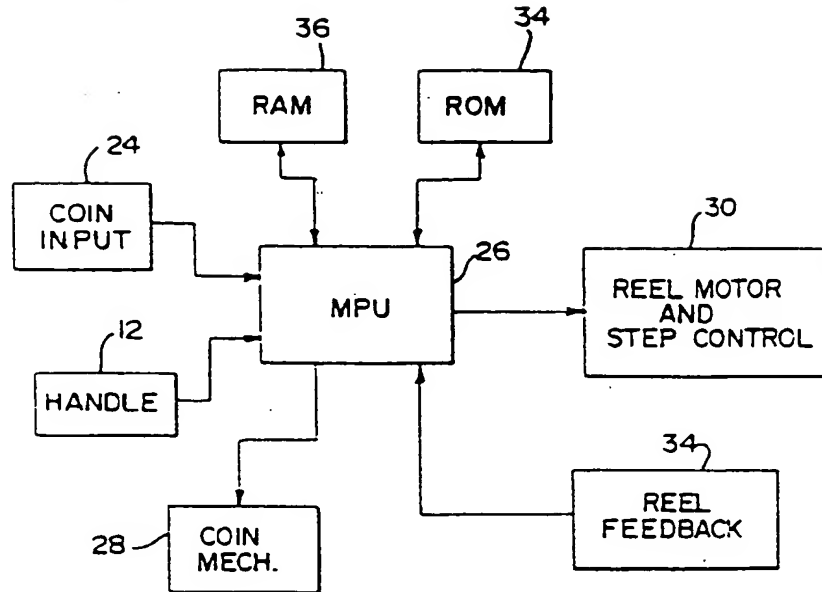 36
34
RAM
ROM
24
COIN
INPUT
30
26
MPU
REEL MOTOR
AND
STEP CONTROL
12
HANDLE
34
REEL
FEEDBACK
28
COIN
MECH.